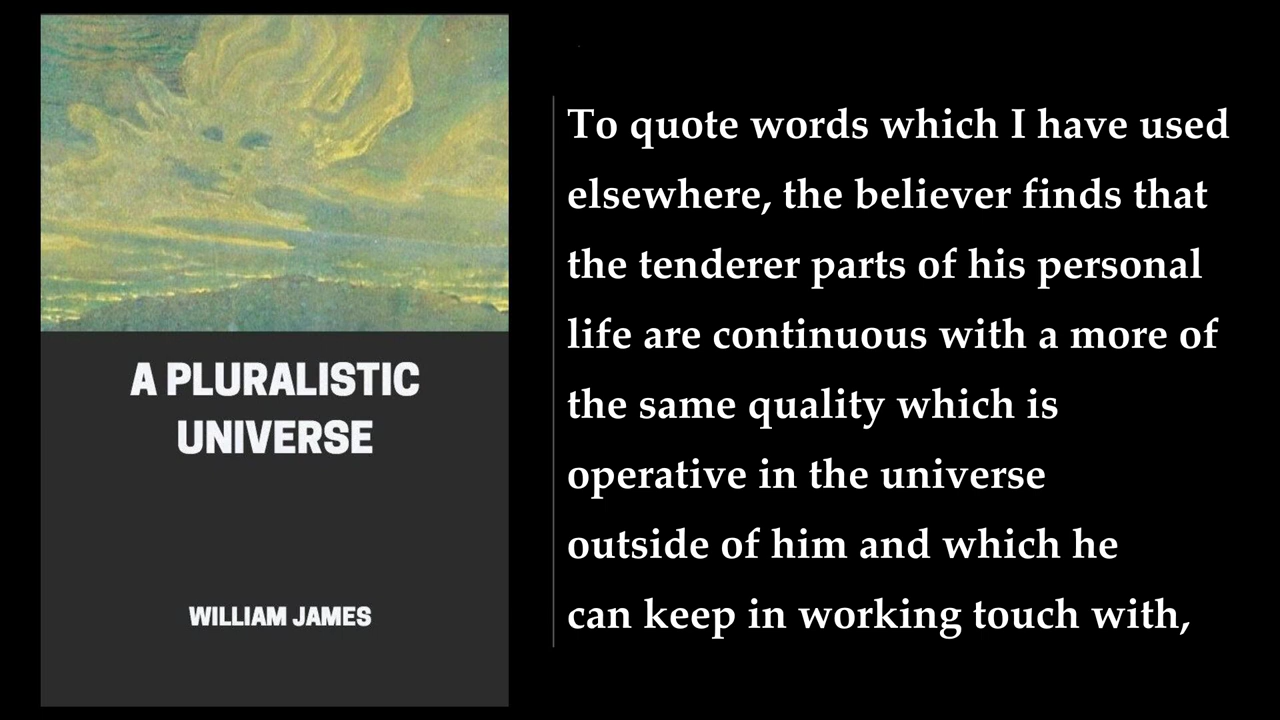 A PLURALISTIC
UNIVERSE
WILLIAM JAMES
To quote words which I have used
elsewhere, the believer finds that
the tenderer parts of his personal
life are continuous with a more of
the same quality which is
operative in the universe
outside of him and which he
can keep in working touch with,